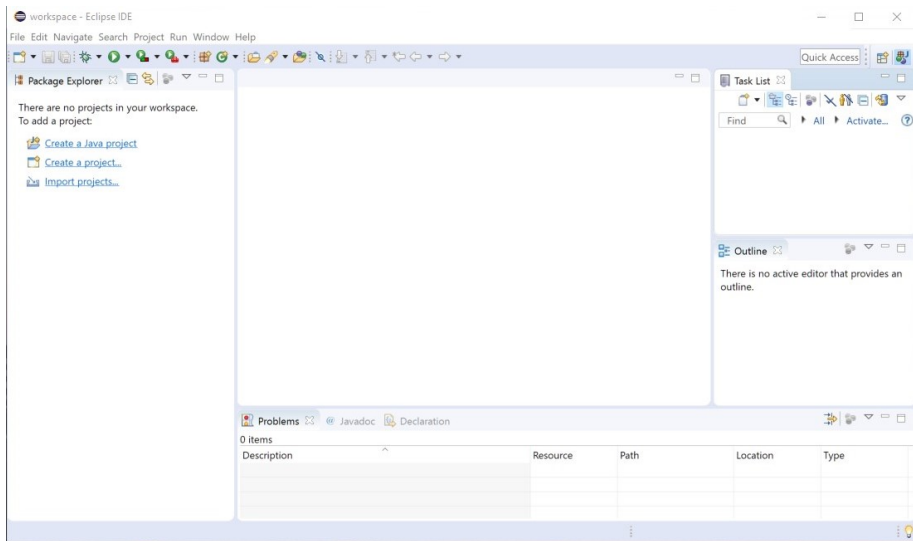 workspace - Eclipse IDE
File Edit Navigate Search Project Run Window Help
Quick Access
Package Explorer
There are no projects in your workspace.
To add a project:
Create a Java project
Create a project...
Import projects...
Task List
Find All Activate...
Outline
There is no active editor that provides an
outline.
Problems @ Javadoc Declaration
0 items
Description Resource Path Location Type